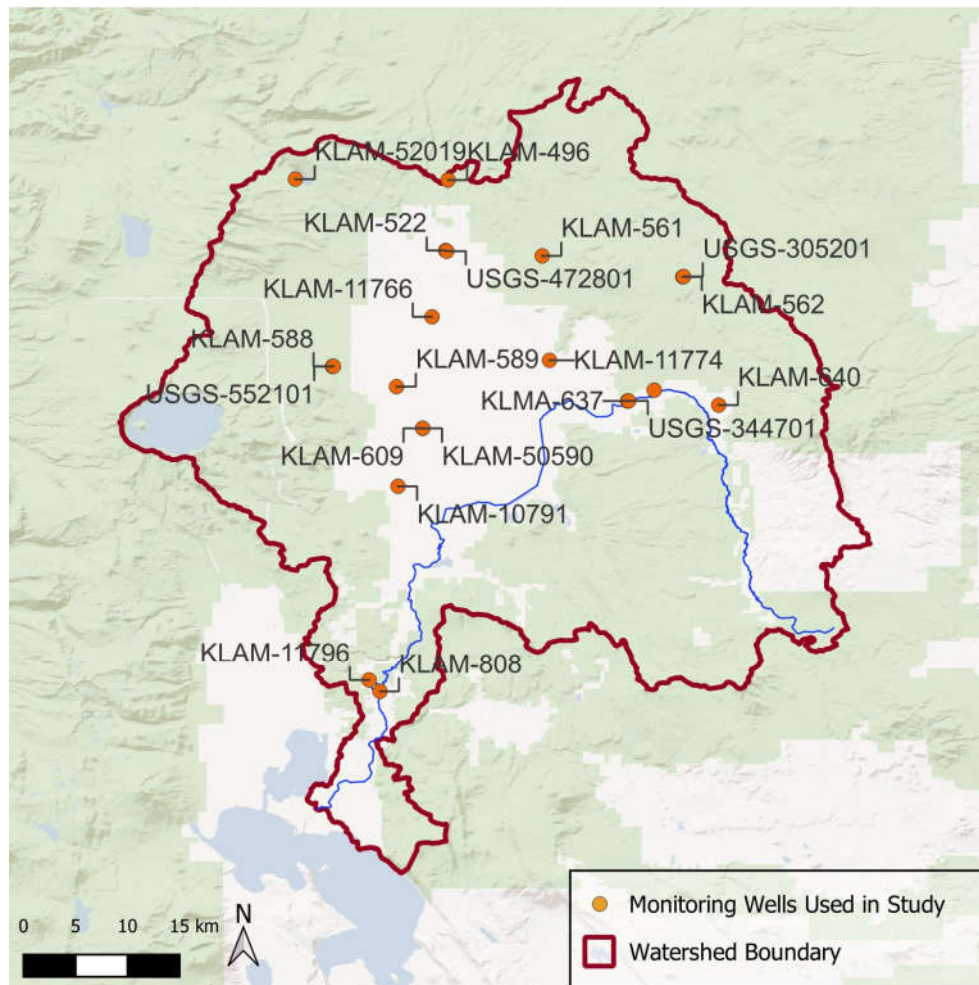 KLAM-52019
KLAM-496
KLAM-522
KLAM-561
USGS-305201
USGS-472801
KLAM-11766
KLAM-562
KLAM-588
KLAM-589
KLAM-11774
KLAM-640
USGS-552101
KLMA-637
USGS-344701
KLAM-609
KLAM-50590
KLAM-10791
KLAM-11796
KLAM-808
0 5 10 15 km
N
Monitoring Wells Used in Study
Watershed Boundary